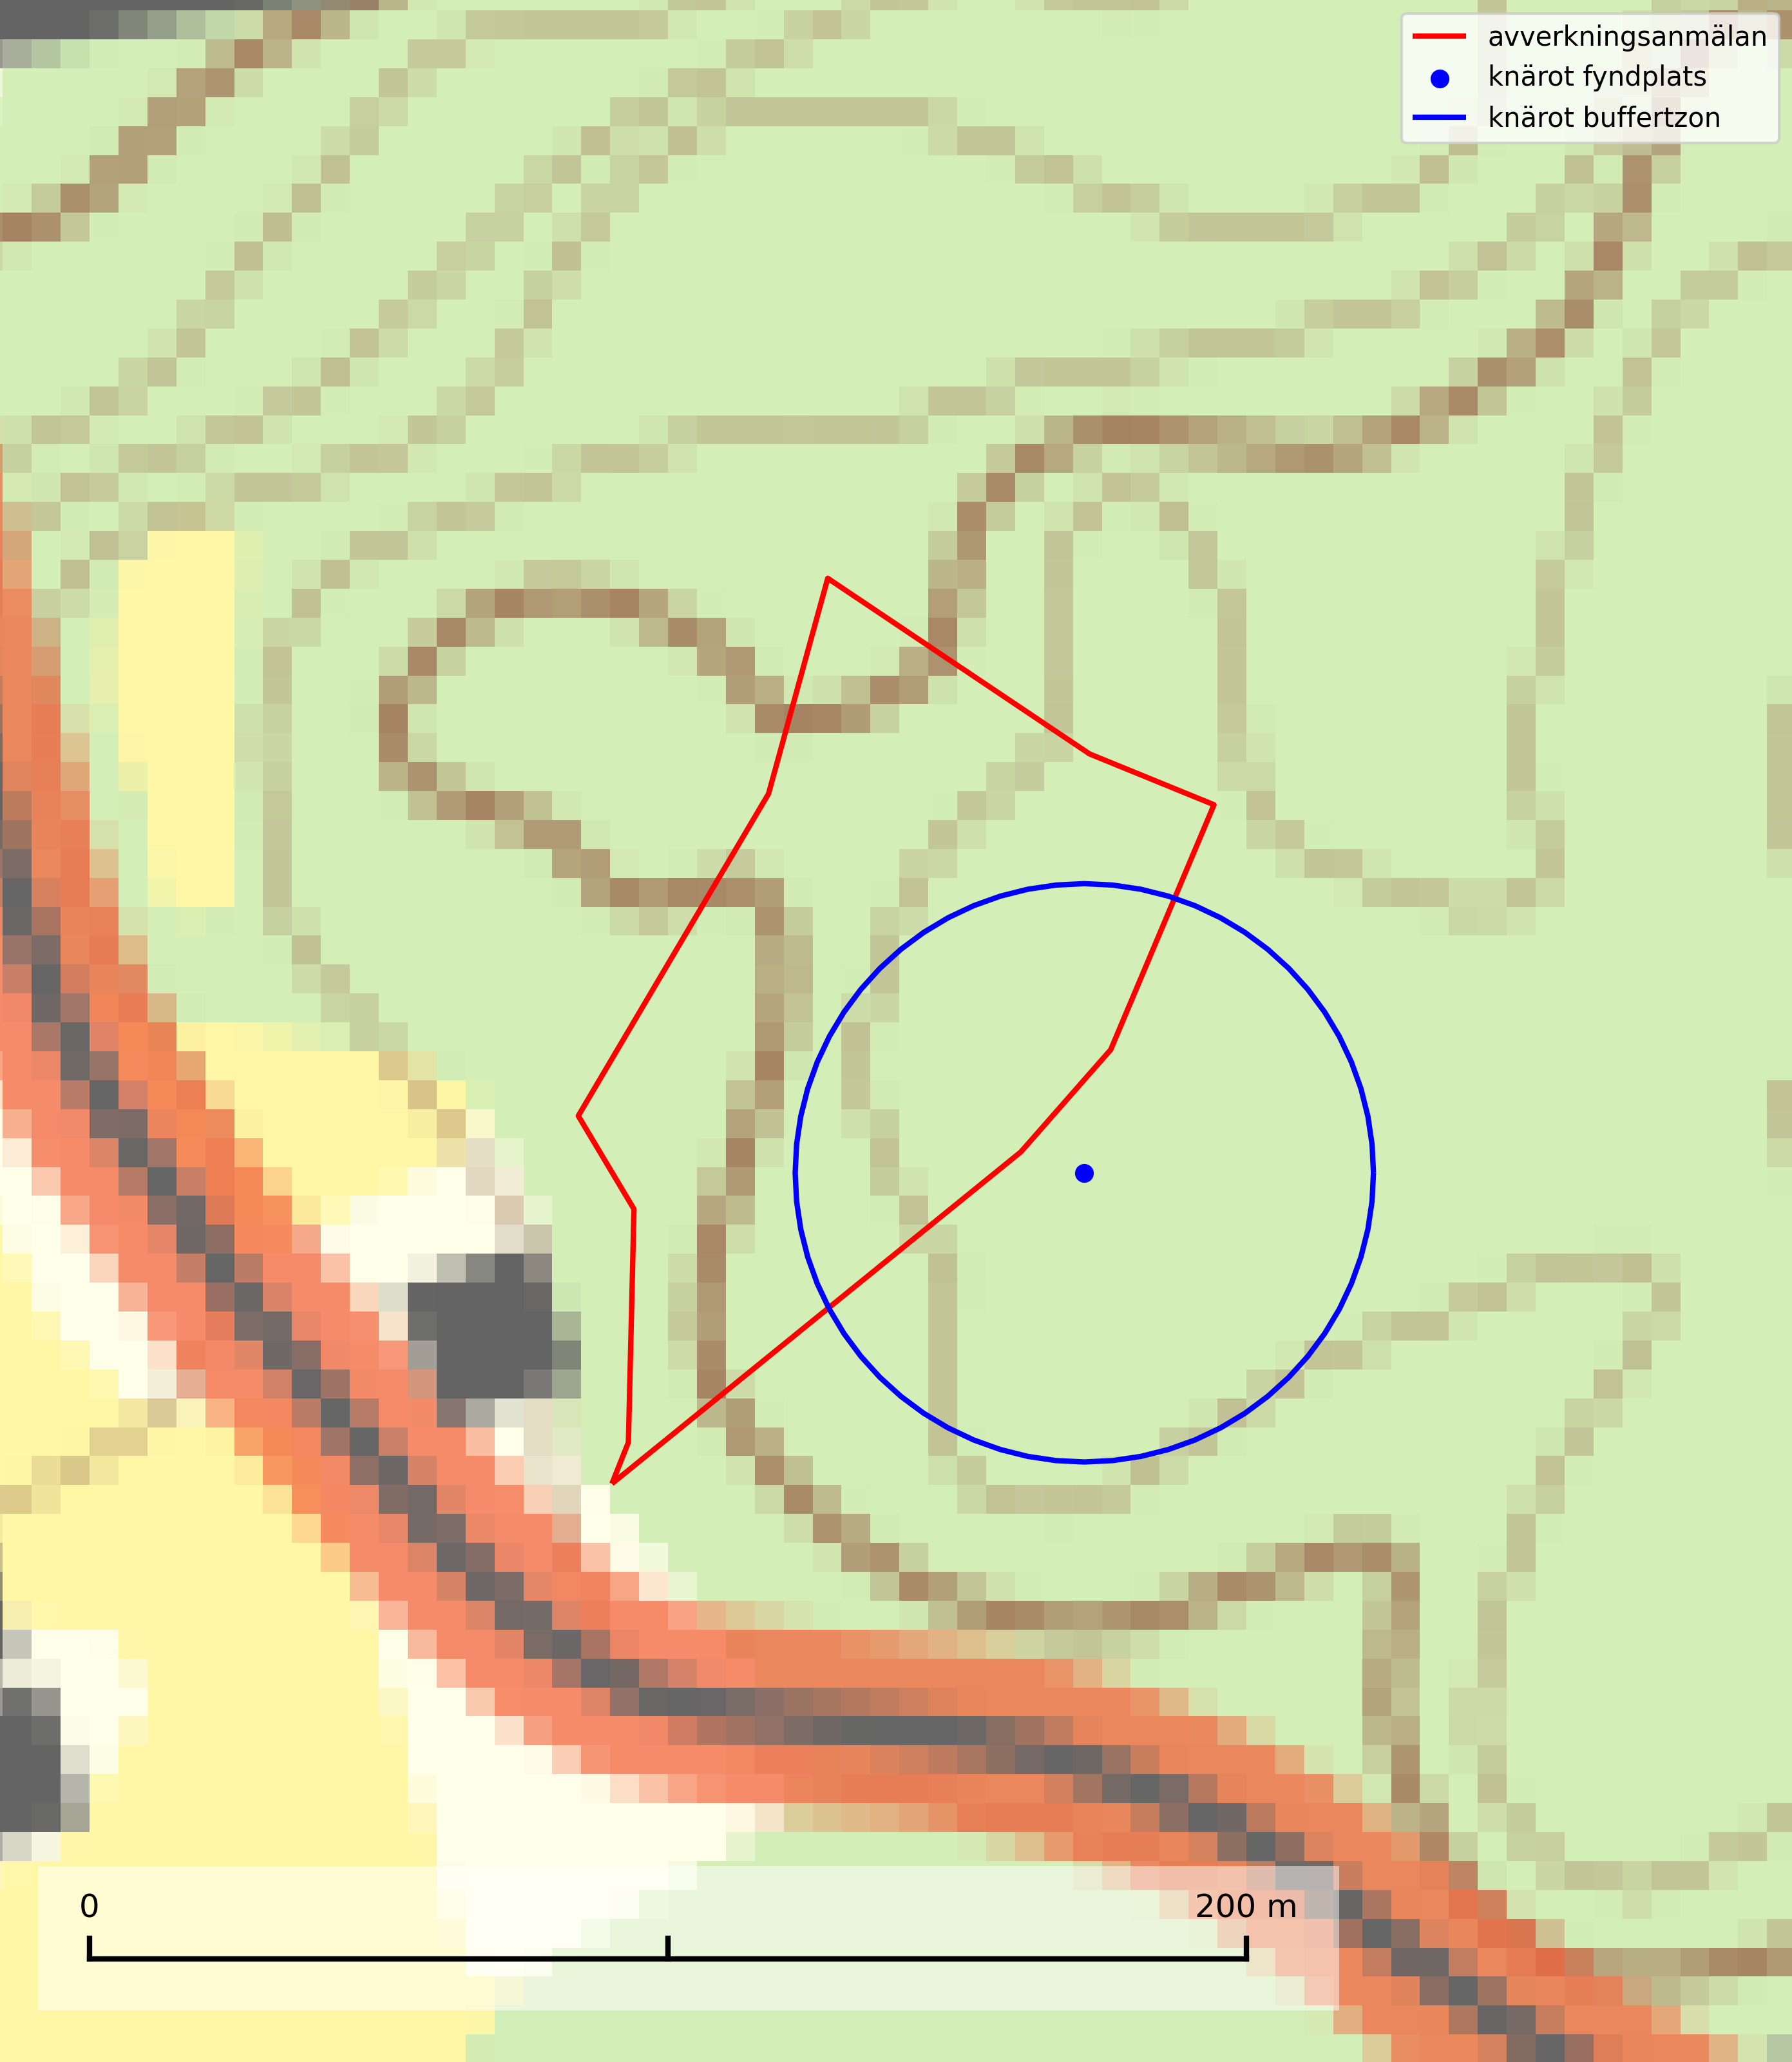 avverkningsanmälan
knärot fyndplats
knärot buffertzon
0
200 m